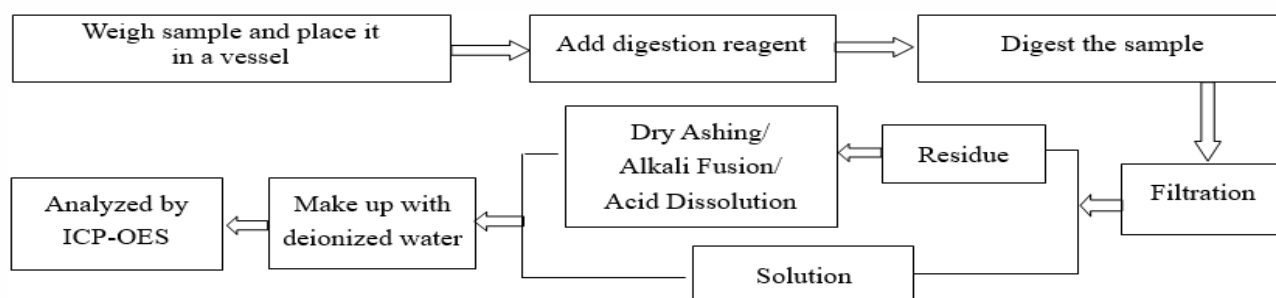 Weigh sample and place it
in a vessel
Add digestion reagent
Digest the sample
Filtration
Residue
Dry Ashing/
Alkali Fusion/
Acid Dissolution
Solution
Make up with
deionized water
Analyzed by
ICP-OES